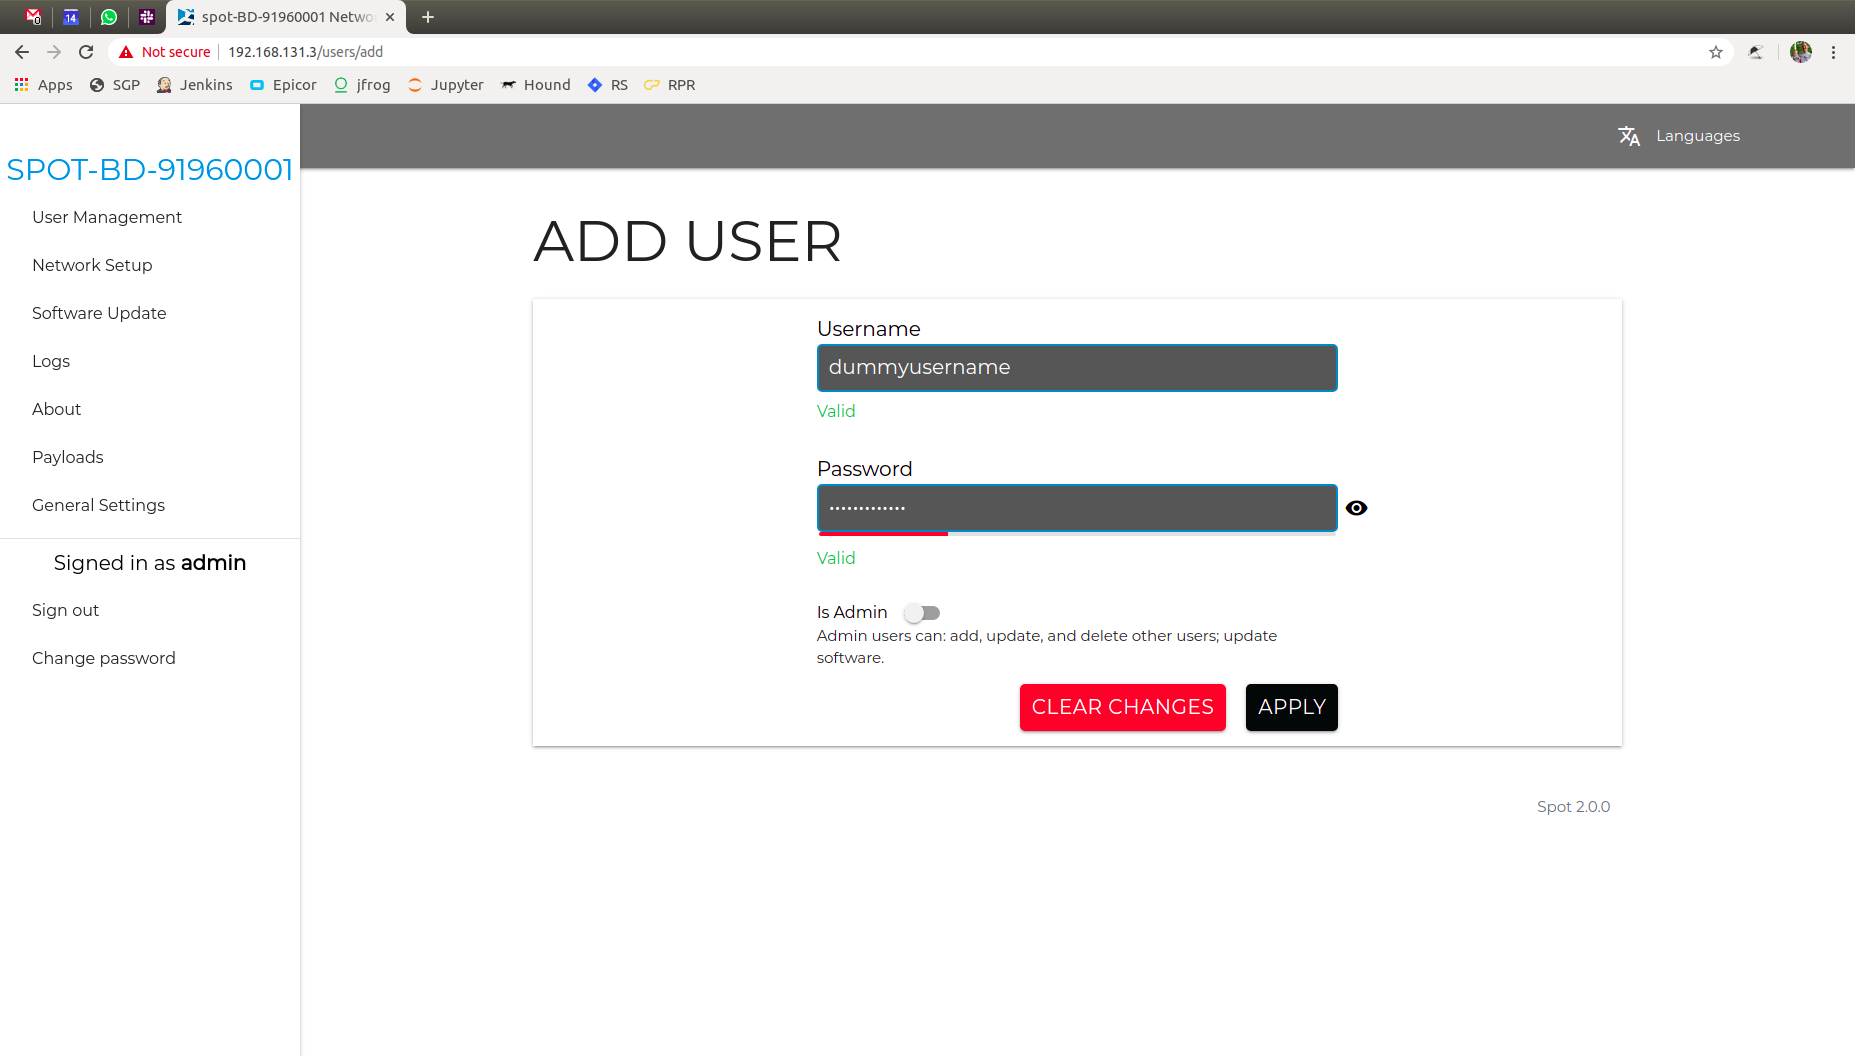 0
14
spot-BD-91960001 Netwo
Not secure
192.168.131.3/users/add
Apps
SGP
Jenkins
Epicor
jfrog
Jupyter
Hound
RS
RPR
Languages
SPOT-BD-91960001
User Management
Network Setup
Software Update
Logs
About
Payloads
General Settings
Signed in as admin
Sign out
Change password
ADD USER
Username
dummyusername
Valid
Password
•••••••••••••
Valid
Is Admin
Admin users can: add, update, and delete other users; update
software.
CLEAR CHANGES
APPLY
Spot 2.0.0